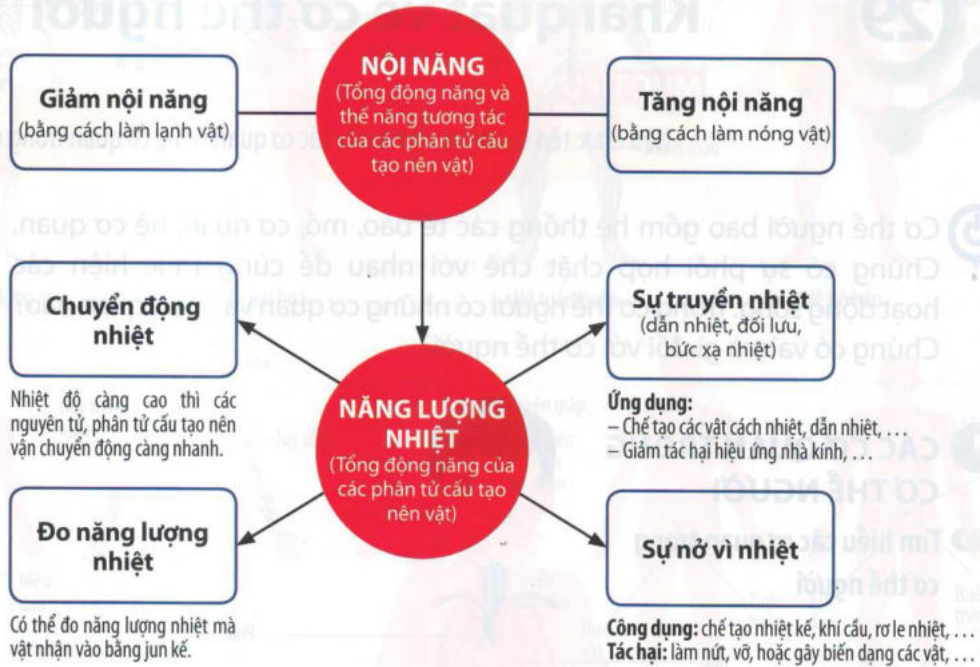 NỘI NĂNG
(Tổng động năng và
thế năng tương tác
của các phân tử cấu
tạo nên vật)
Giảm nội năng
(bằng cách làm lạnh vật)
Tăng nội năng
(bằng cách làm nóng vật)
Chuyển động
nhiệt
Nhiệt độ càng cao thì các
nguyên tử, phân tử cấu tạo nên
vận chuyển động càng nhanh.
Sự truyền nhiệt
(dẫn nhiệt, đối lưu,
bức xạ nhiệt)
Ứng dụng:
– Chế tạo các vật cách nhiệt, dẫn nhiệt, ...
– Giảm tác hại hiệu ứng nhà kính, ...
NĂNG LƯỢNG
NHIỆT
(Tổng động năng của
các phân tử cấu tạo
nên vật)
Đo năng lượng
nhiệt
Có thể đo năng lượng nhiệt mà
vật nhận vào bằng jun kế.
Sự nở vì nhiệt
Công dụng: chế tạo nhiệt kế, khí cầu, rơ le nhiệt, ...
Tác hại: làm nứt, vỡ, hoặc gây biến dạng các vật, ...